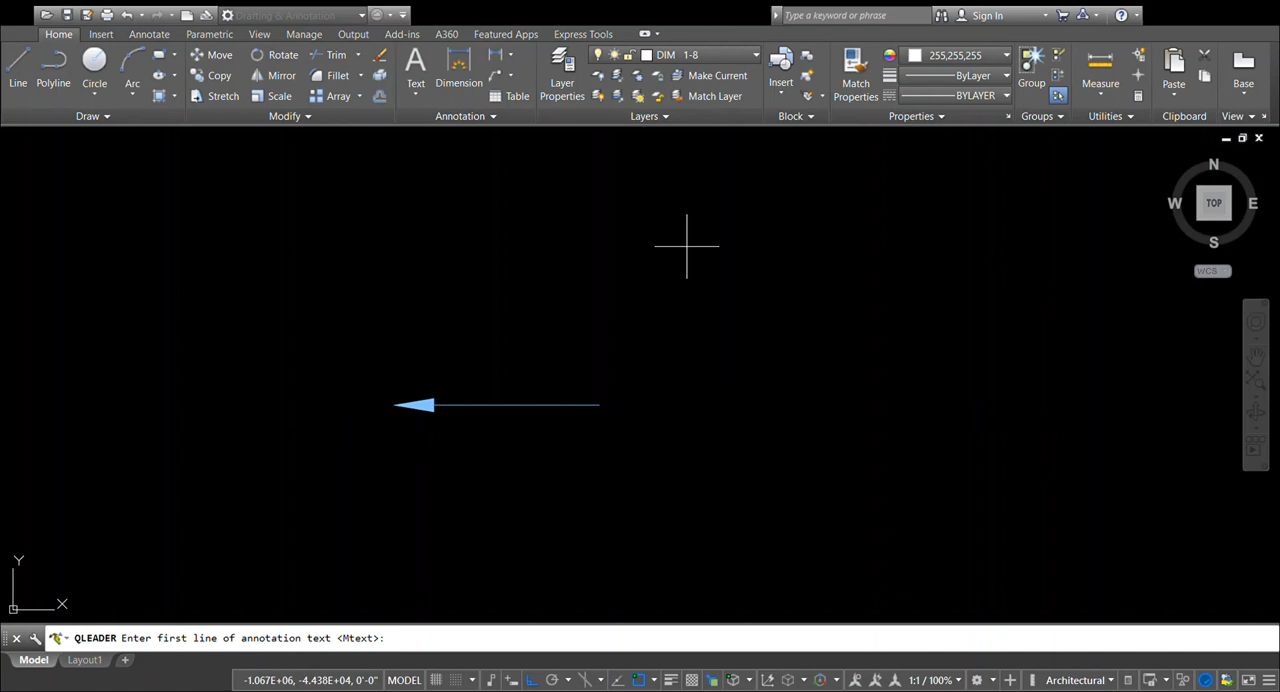 Drafting & Annotation
Type a keyword or phrase
Sign In
Home Insert Annotate Parametric View Manage Output Add-ins A360 Featured Apps Express Tools
Line Polyline Circle Arc
Move Rotate Trim
Copy Mirror Fillet
Stretch Scale Array
Text Dimension Table
Layer Properties
DIM 1-8
Make Current
Match Layer
Insert
Match Properties
255,255,255
ByLayer
BYLAYER
Group
Measure
Paste
Base
Draw Modify Annotation Layers Block Properties Groups Utilities Clipboard View
N
W TOP E
S
WCS
Y
X
QLEADER Enter first line of annotation text <Mtext>:
Model Layout1 +
-1.067E+06, -4.438E+04, 0'-0" MODEL 1:1 / 100% Architectural